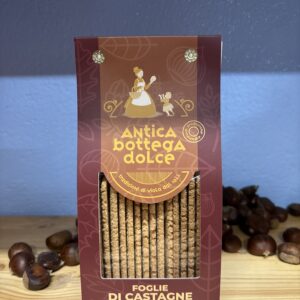 ANTICA
bottega
dolce
FOGLIE
DI CASTAGNE